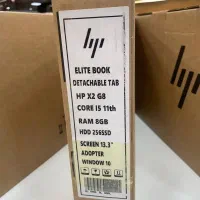 hp
ELITE BOOK
DETACHABLE TAB
HP X2 G8
CORE I5 11th
RAM 8GB
HDD 256SSD
SCREEN 13.3"
ADOPTER
WINDOW 10